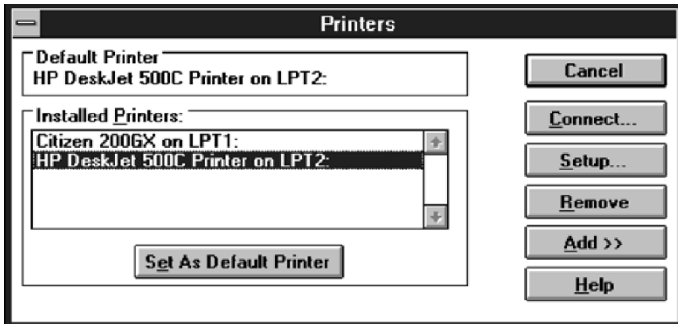 Printers
Default Printer
HP DeskJet 500C Printer on LPT2:
Installed Printers:
Citizen 200GX on LPT1:
HP DeskJet 500C Printer on LPT2:
Set As Default Printer
Cancel
Connect...
Setup...
Remove
Add >>
Help